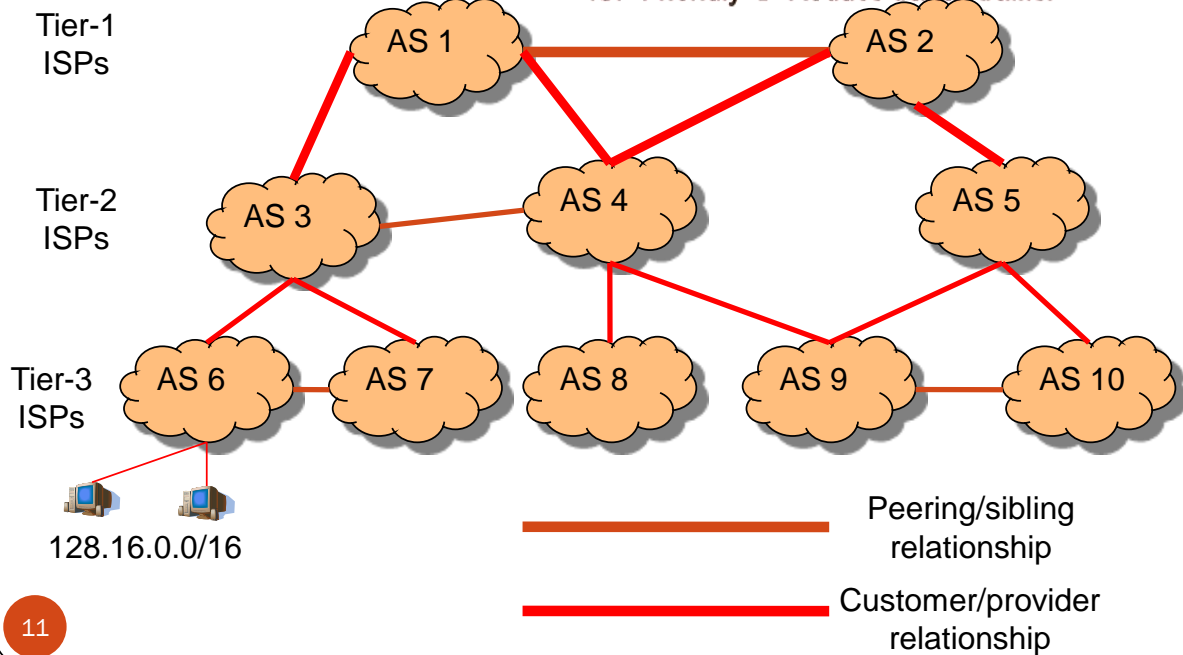 Tier-1
ISPs
AS 1
AS 2
Tier-2
ISPs
AS 3
AS 4
AS 5
Tier-3
ISPs
AS 6
AS 7
AS 8
AS 9
AS 10
128.16.0.0/16
Peering/sibling
relationship
Customer/provider
relationship
11